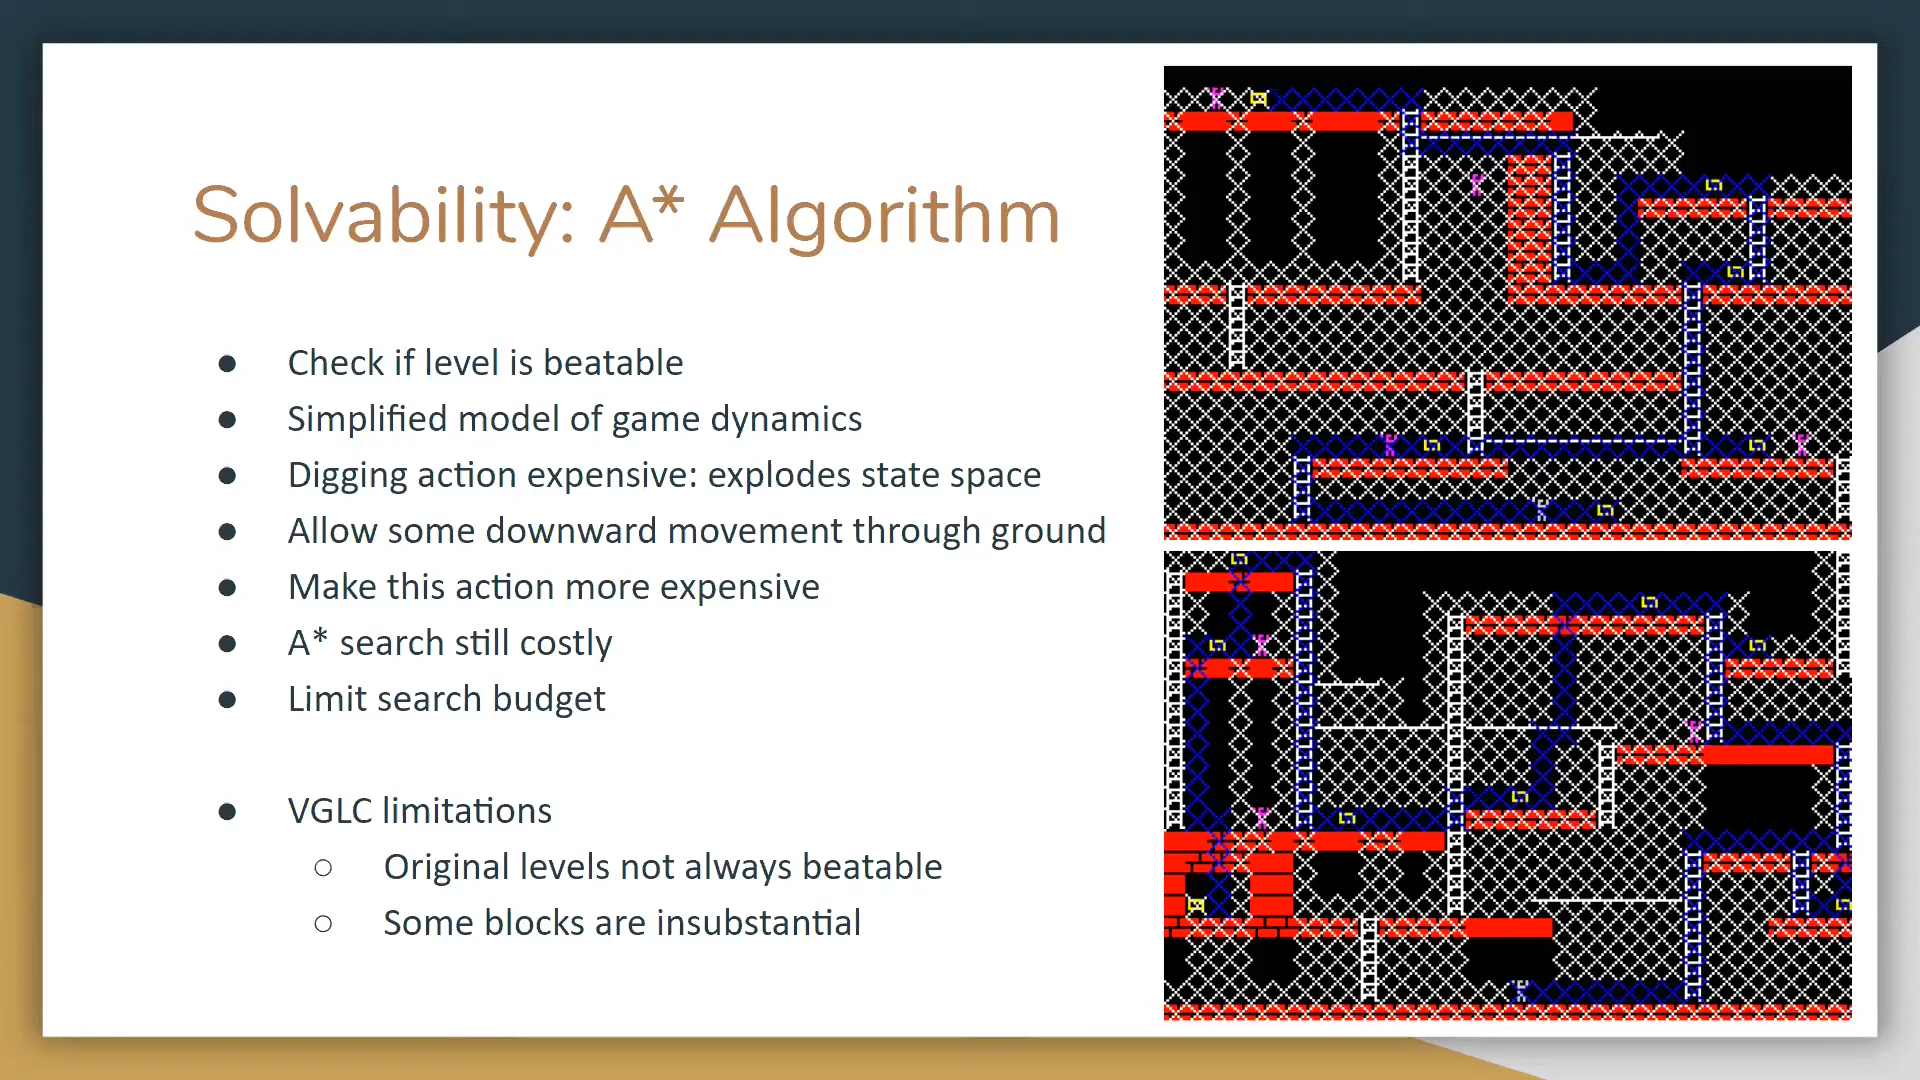 Solvability: A* Algorithm
● Check if level is beatable
● Simplified model of game dynamics
● Digging action expensive: explodes state space
● Allow some downward movement through ground
● Make this action more expensive
● A* search still costly
● Limit search budget
● VGLC limitations
○ Original levels not always beatable
○ Some blocks are insubstantial